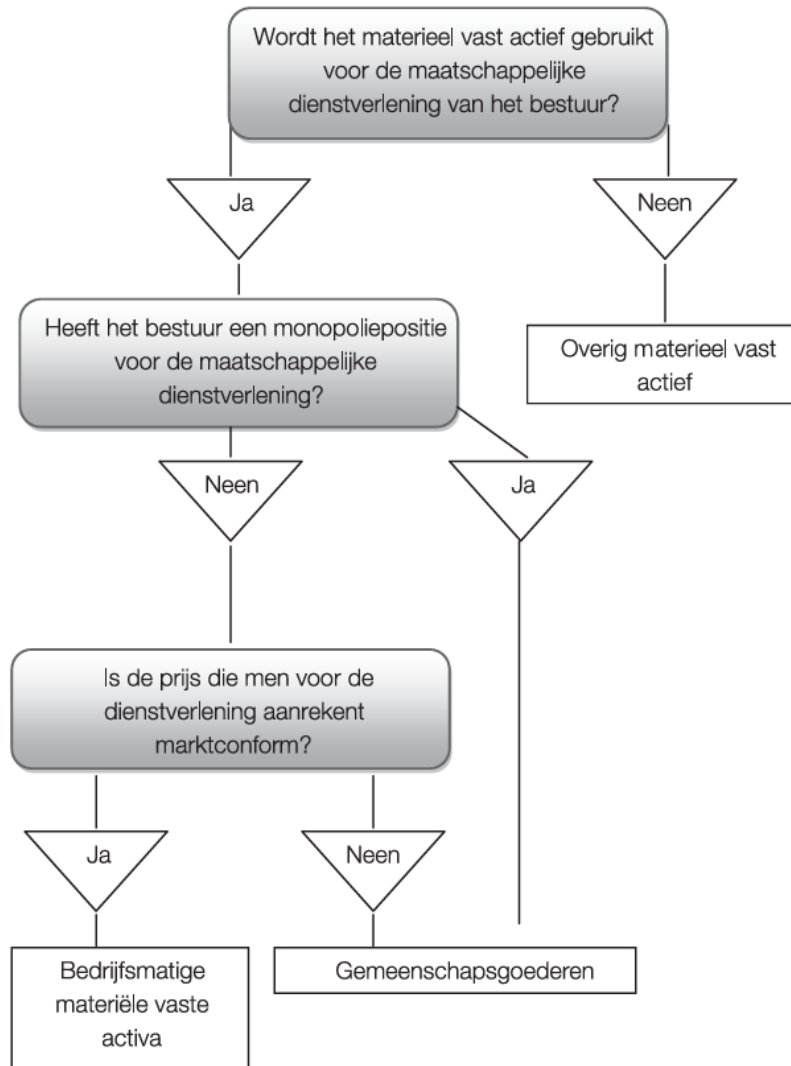 Wordt het materieel vast actief gebruikt
voor de maatschappelijke
dienstverlening van het bestuur?
Ja
Neen
Heeft het bestuur een monopoliepositie
voor de maatschappelijke
dienstverlening?
Overig materieel vast
actief
Neen
Ja
Is de prijs die men voor de
dienstverlening aanrekent
marktconform?
Ja
Neen
Bedrijfsmatige
materiële vaste
activa
Gemeenschapsgoederen